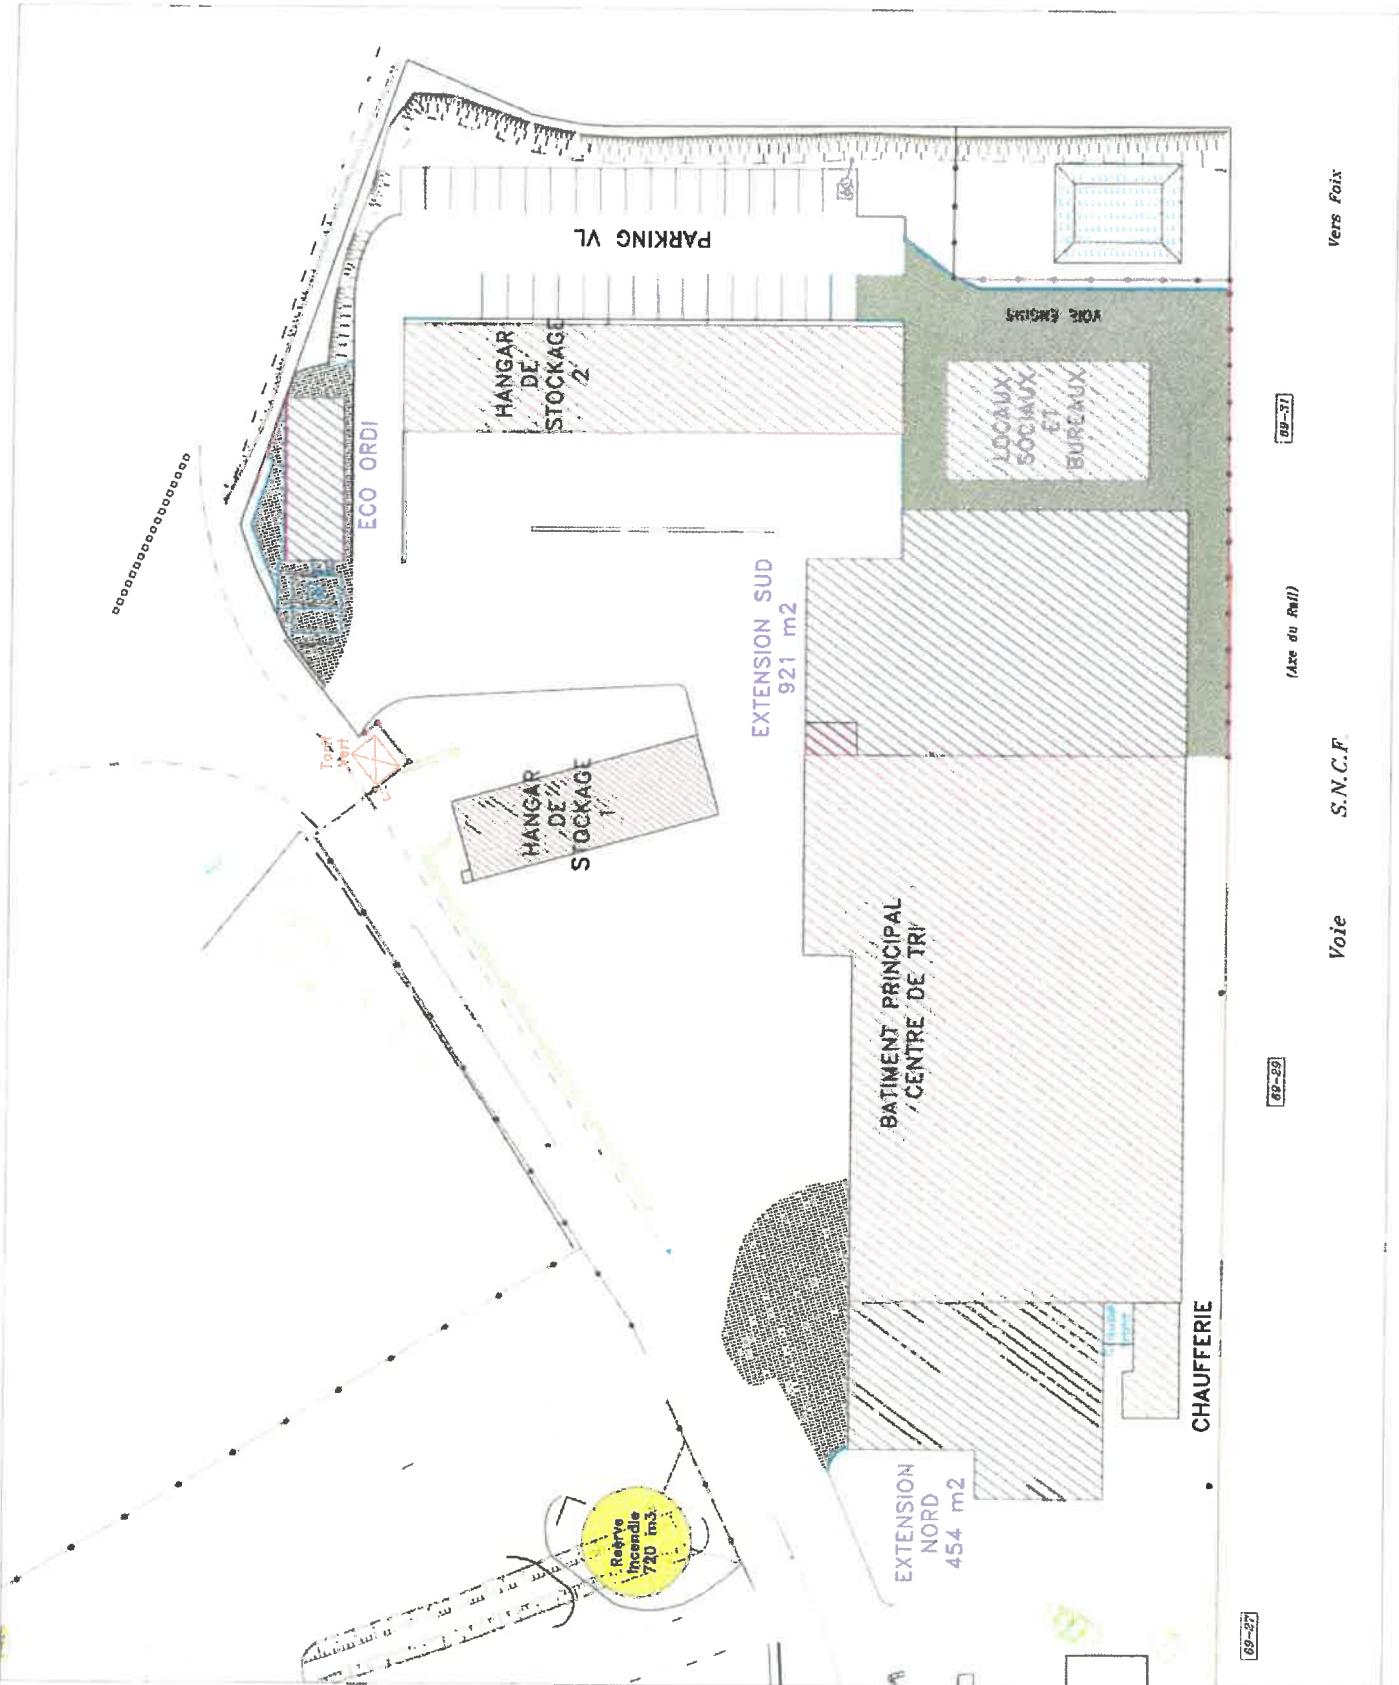 PARKING VL
Vers Foix
VOIE ENGINS
HANGAR
DE
STOCKAGE
2
LOCAUX
SOCIAUX
ET
BUREAUX
69-31
ECO ORDI
EXTENSION SUD
921 m2
(Axe du Rail)
Tarif
Vert
HANGAR
DE
STOCKAGE
1
S.N.C.F
Voie
BATIMENT PRINCIPAL
CENTRE DE TRI
69-29
CHAUFFERIE
EXTENSION
NORD
454 m2
Reserve
Incendie
720 m3
69-27